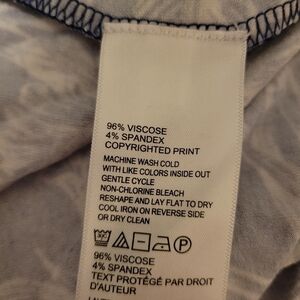 96% VISCOSE
4% SPANDEX
COPYRIGHTED PRINT
MACHINE WASH COLD
WITH LIKE COLORS INSIDE OUT
GENTLE CYCLE
NON-CHLORINE BLEACH
RESHAPE AND LAY FLAT TO DRY
COOL IRON ON REVERSE SIDE
OR DRY CLEAN
P
96% VISCOSE
4% SPANDEX
TEXT PROTÉGÉ PAR DROIT
D'AUTEUR